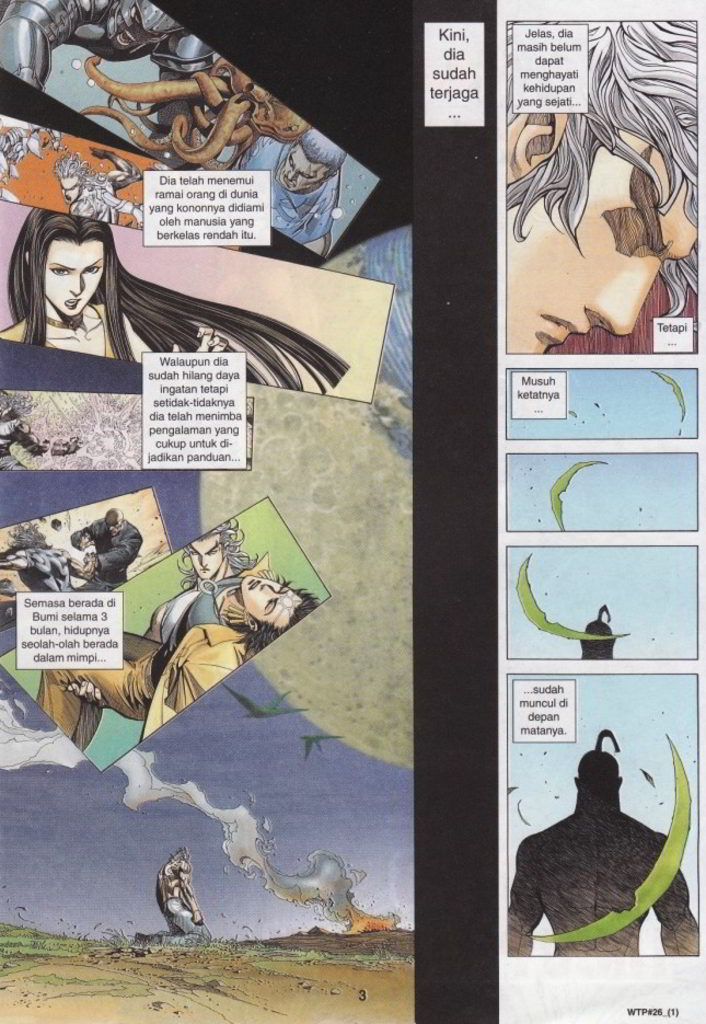 Dia telah menemui
ramai orang di dunia
yang kononnya didiami
oleh manusia yang
berkelas rendah itu.
Walaupun dia
sudah hilang daya
ingatan tetapi
setidak-tidaknya
dia telah menimba
pengalaman yang
cukup untuk di-
jadikan panduan...
Semasa berada di
Bumi selama 3
bulan, hidupnya
seolah-olah berada
dalam mimpi...
3
Kini,
dia
sudah
terjaga
...
Jelas, dia
masih belum
dapat
menghayati
kehidupan
yang sejati...
Tetapi
...
Musuh
ketatnya
...
...sudah
muncul di
depan
matanya.
WTP#26_(1)